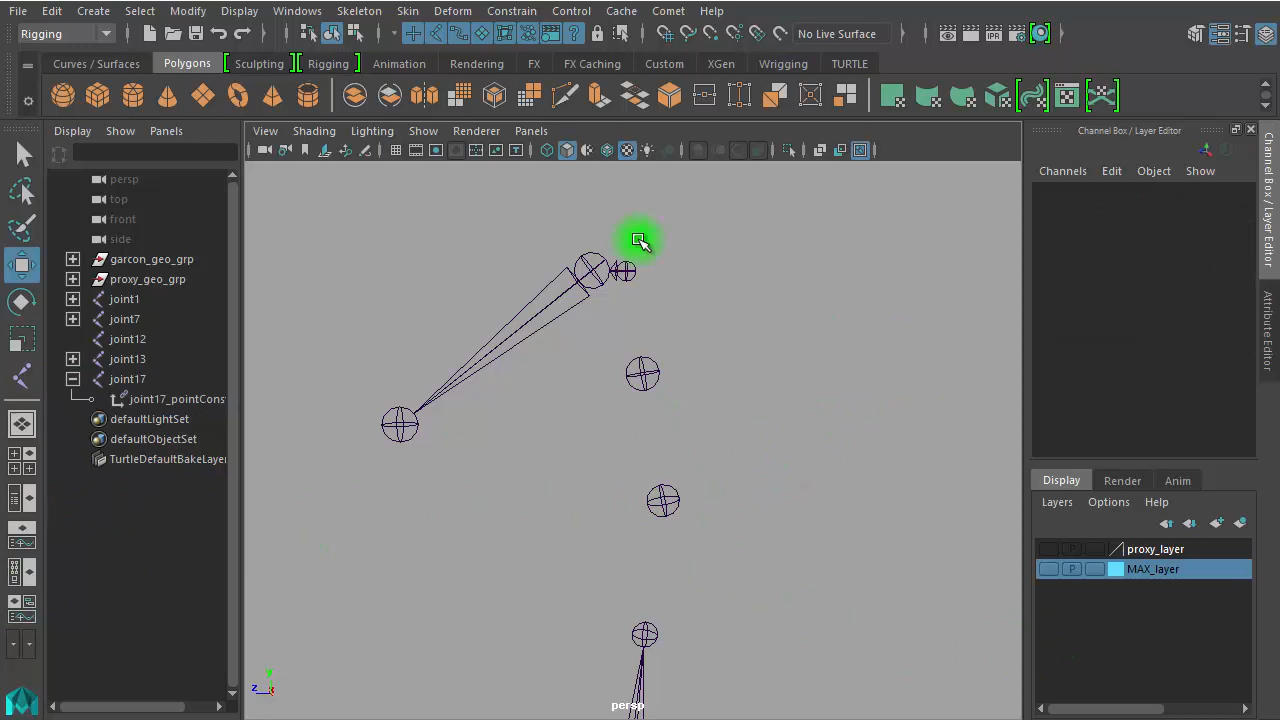 File Edit Create Select Modify Display Windows Skeleton Skin Deform Constrain Control Cache Comet Help
Rigging No Live Surface
Curves / Surfaces Polygons Sculpting Rigging Animation Rendering FX FX Caching Custom XGen Wrigging TURTLE
Display Show Panels
View Shading Lighting Show Renderer Panels
Channel Box / Layer Editor
Channels Edit Object Show
persp
top
front
side
garcon_geo_grp
proxy_geo_grp
joint1
joint7
joint12
joint13
joint17
joint17_pointCons
defaultLightSet
defaultObjectSet
TurtleDefaultBakeLayer
y
z
persp
Display Render Anim
Layers Options Help
P proxy_layer
P MAX_layer
Channel Box / Layer Editor
Attribute Editor